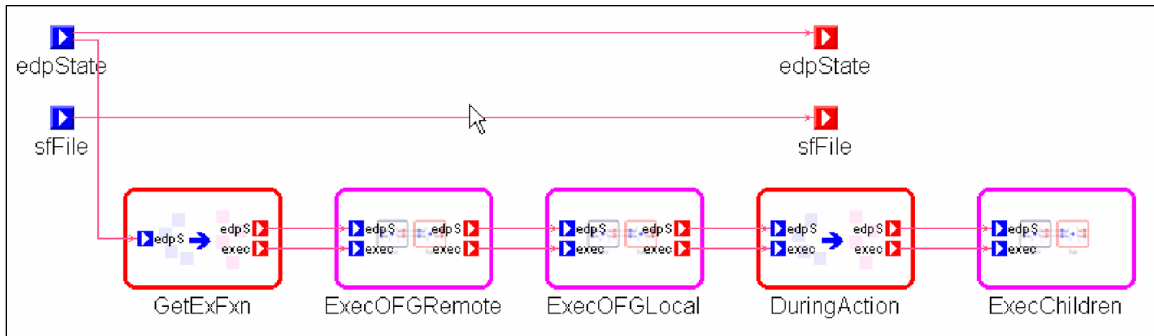 edpState edpState
sfFile sfFile
edpS edpS exec
edpS exec edpS exec
edpS exec edpS exec
edpS exec edpS exec
edpS exec
GetExFxn ExecOFGRemote ExecOFGLocal DuringAction ExecChildren